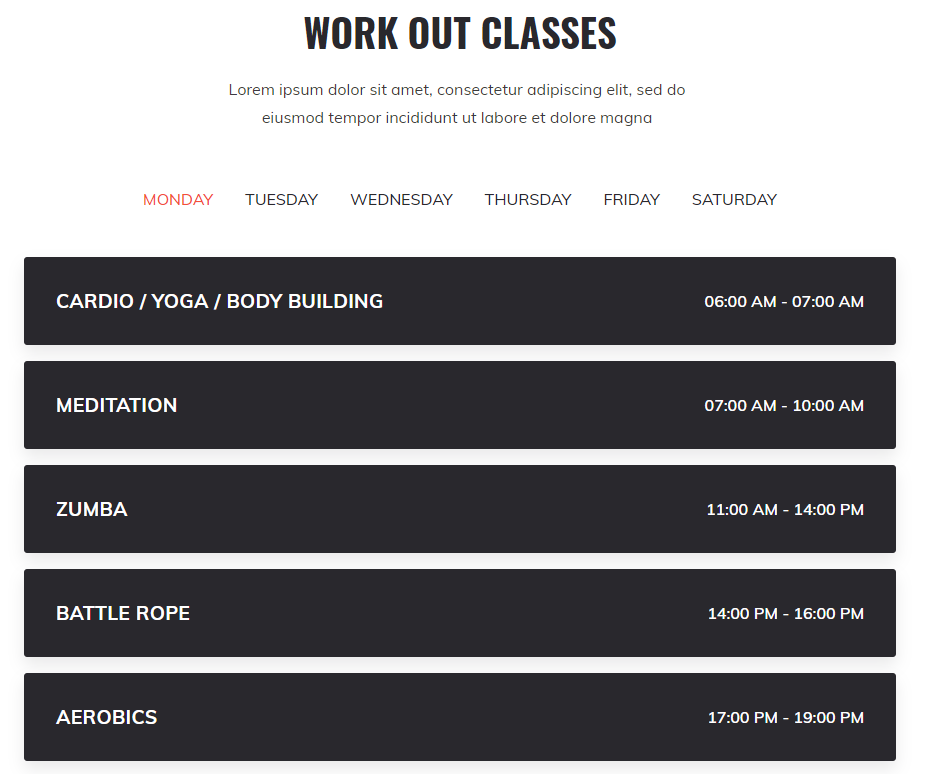 WORK OUT CLASSES
Lorem ipsum dolor sit amet, consectetur adipiscing elit, sed do
eiusmod tempor incididunt ut labore et dolore magna
MONDAY TUESDAY WEDNESDAY THURSDAY FRIDAY SATURDAY
CARDIO / YOGA / BODY BUILDING 06:00 AM - 07:00 AM
MEDITATION 07:00 AM - 10:00 AM
ZUMBA 11:00 AM - 14:00 PM
BATTLE ROPE 14:00 PM - 16:00 PM
AEROBICS 17:00 PM - 19:00 PM